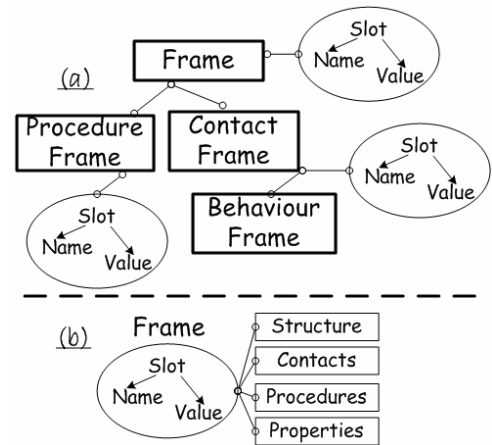 Slot
Name
Value
Frame
(a)
Procedure
Frame
Contact
Frame
Slot
Name
Value
Behaviour
Frame
Slot
Name
Value
(b)
Frame
Slot
Name
Value
Structure
Contacts
Procedures
Properties